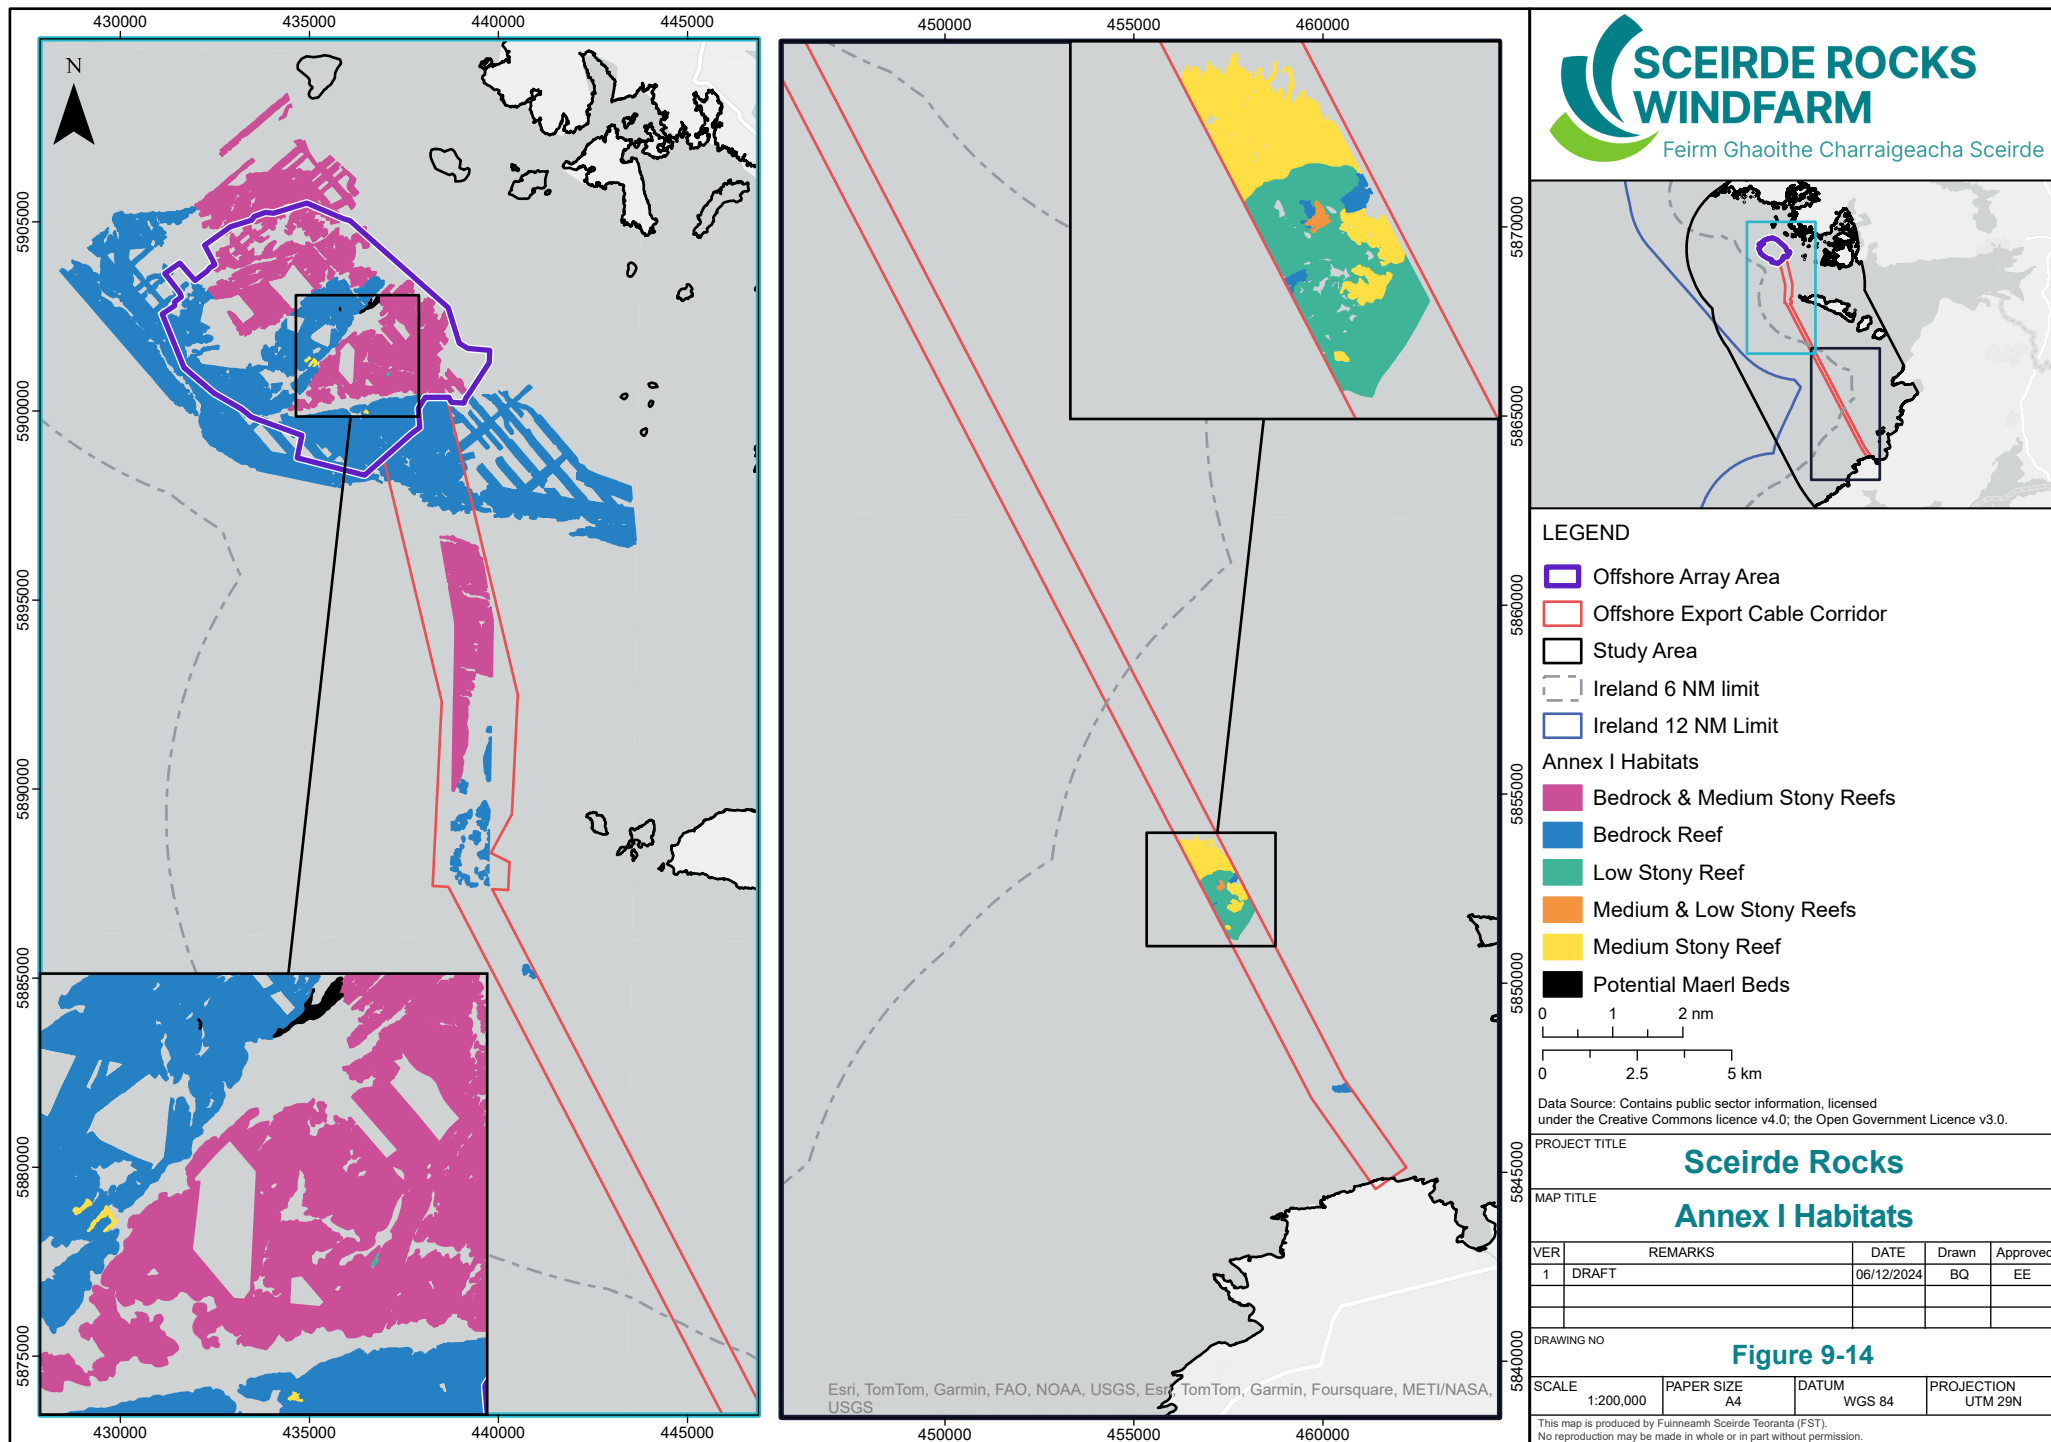 430000 435000 440000 445000
450000 455000 460000
N
5905000
5900000
5895000
5890000
5885000
5880000
5875000
430000 435000 440000 445000
5870000
5865000
5860000
5855000
5850000
5845000
5840000
450000 455000 460000
Esri, TomTom, Garmin, FAO, NOAA, USGS, Esri, TomTom, Garmin, Foursquare, METI/NASA,
USGS
SCEIRDE ROCKS
WINDFARM
Feirm Ghaoithe Charraigeacha Sceirde
LEGEND
Offshore Array Area
Offshore Export Cable Corridor
Study Area
Ireland 6 NM limit
Ireland 12 NM Limit
Annex I Habitats
Bedrock & Medium Stony Reefs
Bedrock Reef
Low Stony Reef
Medium & Low Stony Reefs
Medium Stony Reef
Potential Maerl Beds
0 1 2 nm
0 2.5 5 km
Data Source: Contains public sector information, licensed
under the Creative Commons licence v4.0; the Open Government Licence v3.0.
PROJECT TITLE
Sceirde Rocks
MAP TITLE
Annex I Habitats
VER REMARKS DATE Drawn Approved
1 DRAFT 06/12/2024 BQ EE
DRAWING NO
Figure 9-14
SCALE PAPER SIZE DATUM PROJECTION
1:200,000 A4 WGS 84 UTM 29N
This map is produced by Fuinneamh Sceirde Teoranta (FST).
No reproduction may be made in whole or in part without permission.